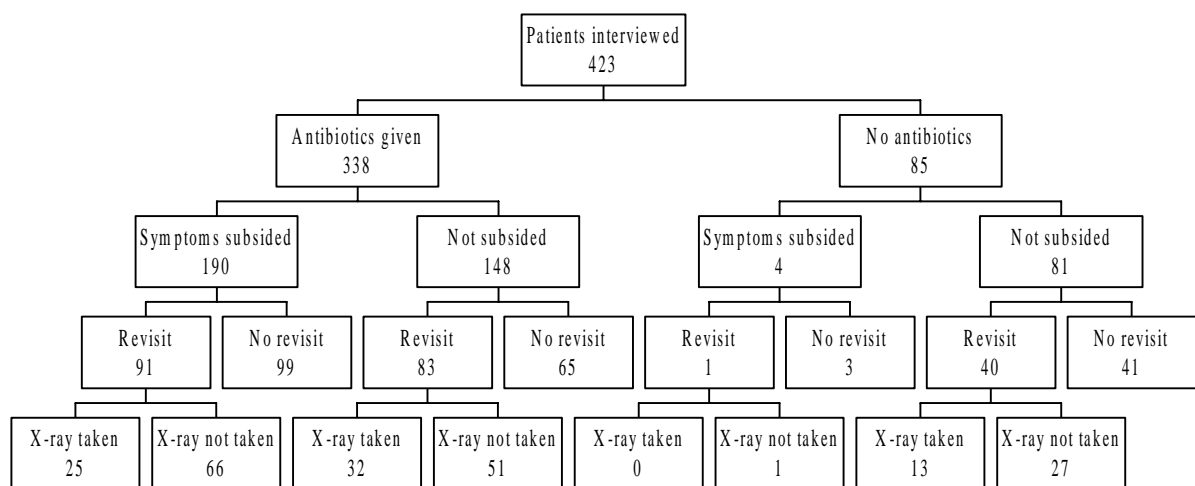 Patients interviewed
423
Antibiotics given
338
No antibiotics
85
Symptoms subsided
190
Not subsided
148
Symptoms subsided
4
Not subsided
81
Revisit
91
No revisit
99
Revisit
83
No revisit
65
Revisit
1
No revisit
3
Revisit
40
No revisit
41
X-ray taken
25
X-ray not taken
66
X-ray taken
32
X-ray not taken
51
X-ray taken
0
X-ray not taken
1
X-ray taken
13
X-ray not taken
27